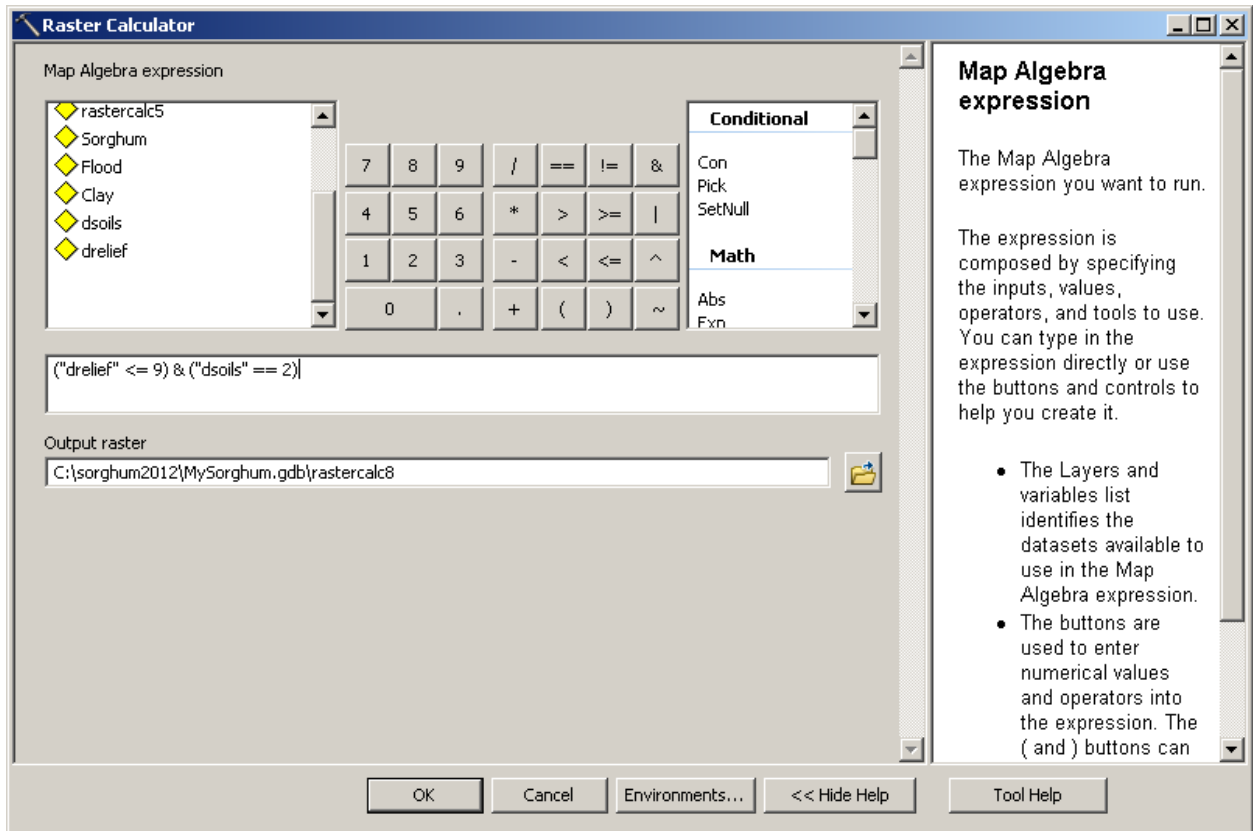 Raster Calculator
Map Algebra expression
rastercalc5
Sorghum
Flood
Clay
dsoils
drelief
7 8 9 / == != &
4 5 6 * > >= |
1 2 3 - < <= ^
0 . + ( ) ~
Conditional
Con
Pick
SetNull
Math
Abs
Exp
("drelief" <= 9) & ("dsoils" == 2)
Output raster
C:\sorghum2012\MySorghum.gdb\rastercalc8
OK
Cancel
Environments...
<< Hide Help
Tool Help
Map Algebra
expression
The Map Algebra
expression you want to run.
The expression is
composed by specifying
the inputs, values,
operators, and tools to use.
You can type in the
expression directly or use
the buttons and controls to
help you create it.
• The Layers and
variables list
identifies the
datasets available to
use in the Map
Algebra expression.
• The buttons are
used to enter
numerical values
and operators into
the expression. The
( and ) buttons can